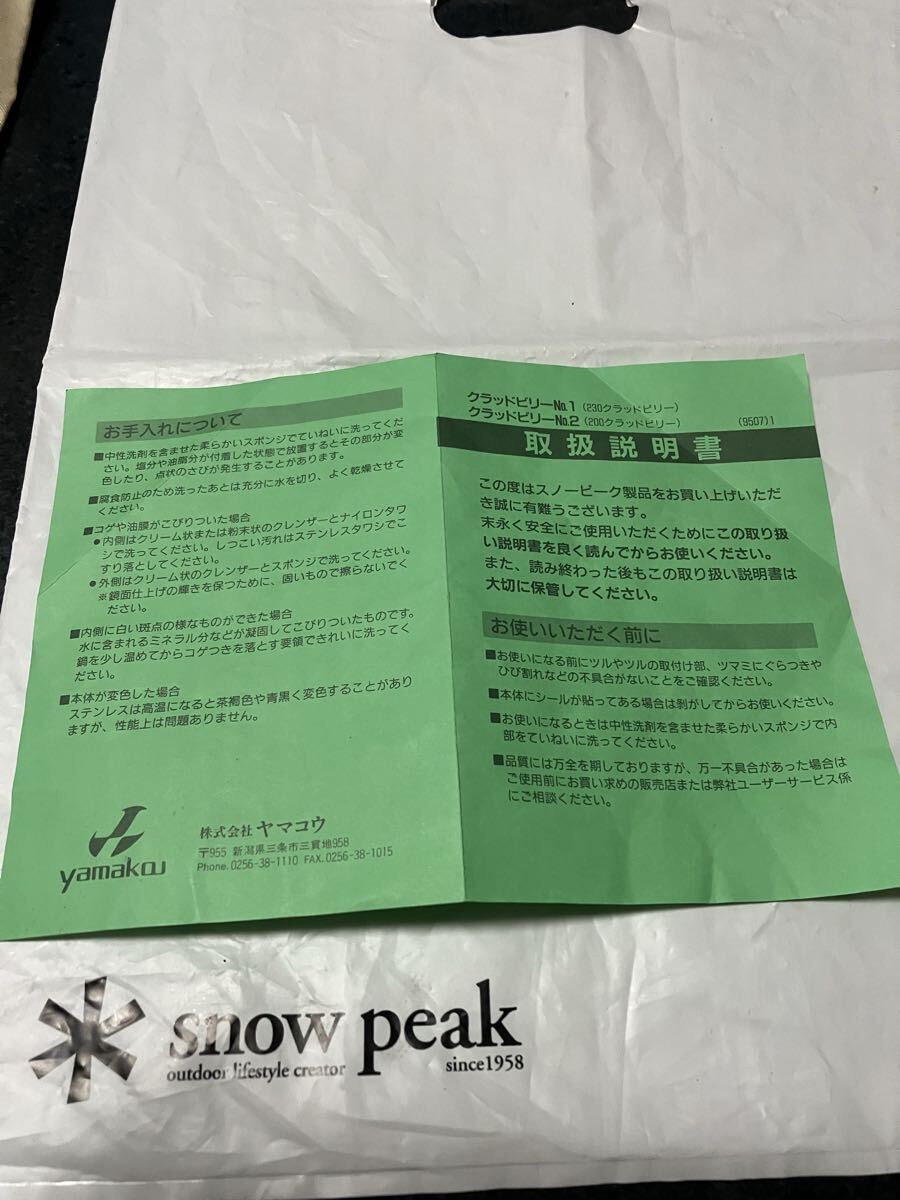 お手入れについて
■中性洗剤を含ませた柔らかいスポンジでていねいに洗ってくだ
さい。塩分や油脂分が付着した状態で放置するとその部分が変
色したり、点状のさびが発生することがあります。
■腐食防止のため洗ったあとは充分に水を切り、よく乾燥させて
ください。
■コゲや油膜がこびりついた場合
●内側はクリーム状または粉末状のクレンザーとナイロンタワ
シで洗ってください。しつこい汚れはステンレスタワシでこ
すり落としてください。
●外側はクリーム状のクレンザーとスポンジで洗ってください。
※鏡面仕上げの輝きを保つために、固いもので擦らないでく
ださい。
■内側に白い斑点の様なものができた場合
水に含まれるミネラル分などが凝固してこびりついたものです。
鍋を少し温めてからコゲつきを落とす要領できれいに洗ってく
ださい。
■本体が変色した場合
ステンレスは高温になると茶褐色や青黒く変色することがあり
ますが、性能上は問題ありません。
yamakou
株式会社 ヤマコウ
〒955 新潟県三条市三貫地958
Phone. 0256-38-1110 FAX. 0256-38-1015
クラッドビリーNo.1 (230クラッドビリー)
クラッドビリーNo.2 (200クラッドビリー) (9507)1
取扱説明書
この度はスノーピーク製品をお買い上げいただ
き誠に有難うございます。
末永く安全にご使用いただくためにこの取り扱
い説明書を良く読んでからお使いください。
また、読み終わった後もこの取り扱い説明書は
大切に保管してください。
お使いいただく前に
■お使いになる前にツルやツルの取付け部、ツマミにぐらつきや
ひび割れなどの不具合がないことをご確認ください。
■本体にシールが貼ってある場合は剥がしてからお使いください。
■お使いになるときは中性洗剤を含ませた柔らかいスポンジで内
部をていねいに洗ってください。
■品質には万全を期しておりますが、万一不具合があった場合は
ご使用前にお買い求めの販売店または弊社ユーザーサービス係
にご相談ください。
snow peak
outdoor lifestyle creator since1958